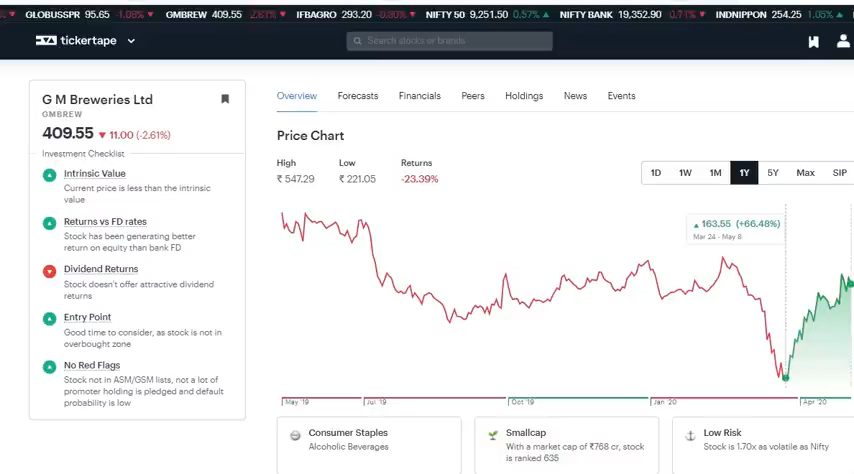 GLOBUSSPR 95.65 -1.09% ▼ GMBREW 409.55 -2.61% ▼ IFBAGRO 293.20 -0.80% ▼ NIFTY 50 9,251.50 0.57% ▲ NIFTY BANK 19,352.90 0.71% ▼ INDNIPPON 254.25 1.05% ▲
tickertape
Search stocks or brands
G M Breweries Ltd
GMBREW
409.55 ▼ 11.00 (-2.61%)
Investment Checklist
Intrinsic Value
Current price is less than the intrinsic
value
Returns vs FD rates
Stock has been generating better
return on equity than bank FD
Dividend Returns
Stock doesn't offer attractive dividend
returns
Entry Point
Good time to consider, as stock is not in
overbought zone
No Red Flags
Stock not in ASM/GSM lists, not a lot of
promoter holding is pledged and default
probability is low
Overview Forecasts Financials Peers Holdings News Events
Price Chart
High Low Returns
₹ 547.29 ₹ 221.05 -23.39%
1D 1W 1M 1Y 5Y Max SIP
▲ 163.55 (+66.48%)
Mar 24 - May 8
May '19 Jul '19 Oct '19 Jan '20 Apr '20
Consumer Staples
Alcoholic Beverages
Smallcap
With a market cap of ₹768 cr, stock
is ranked 635
Low Risk
Stock is 1.70x as volatile as Nifty